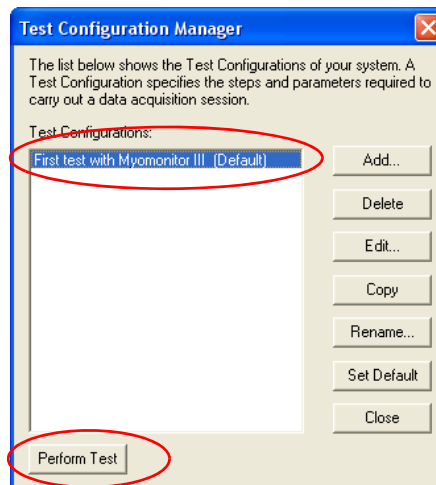 Test Configuration Manager
The list below shows the Test Configurations of your system. A
Test Configuration specifies the steps and parameters required to
carry out a data acquisition session.
Test Configurations:
First test with Myomonitor III (Default)
Add...
Delete
Edit...
Copy
Rename...
Set Default
Close
Perform Test